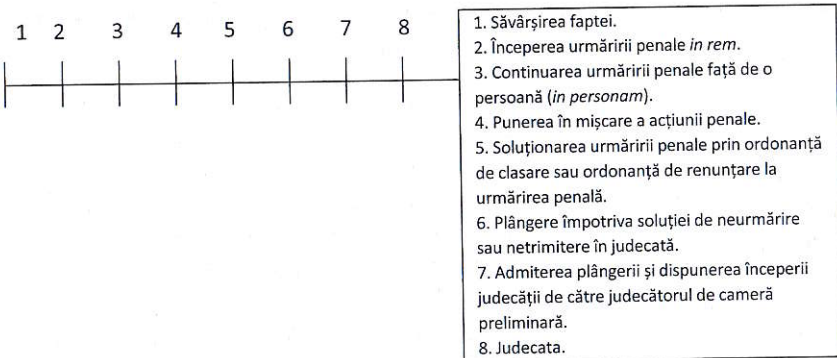 1 2 3 4 5 6 7 8
1. Săvârșirea faptei.
2. Începerea urmăririi penale in rem.
3. Continuarea urmăririi penale față de o
persoană (in personam).
4. Punerea în mișcare a acțiunii penale.
5. Soluționarea urmăririi penale prin ordonanță
de clasare sau ordonanță de renunțare la
urmărirea penală.
6. Plângere împotriva soluției de neurmărire
sau netrimitere în judecată.
7. Admiterea plângerii și dispunerea începerii
judecății de către judecătorul de cameră
preliminară.
8. Judecata.